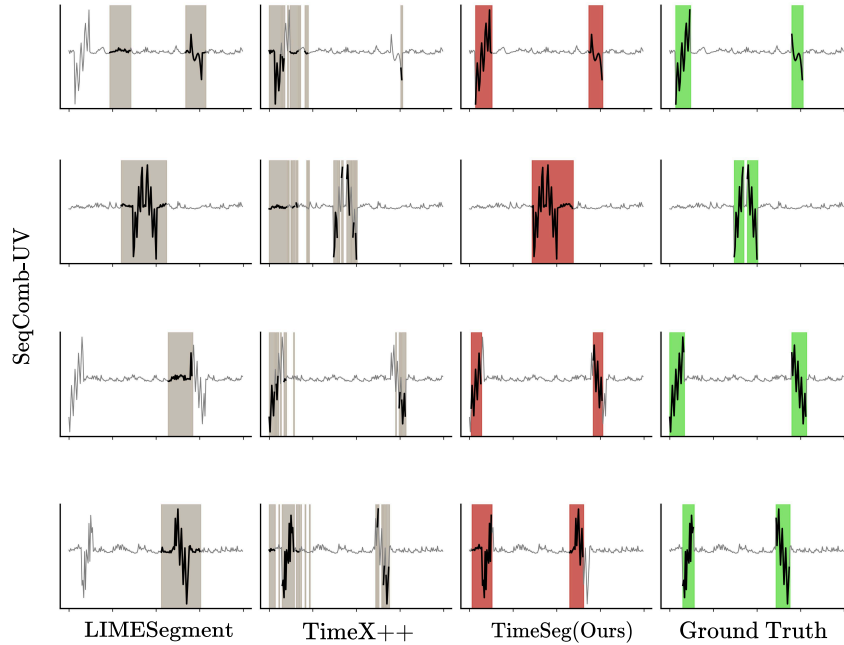 SeqComb-UV
LIMESegment
TimeX++
TimeSeg(Ours)
Ground Truth